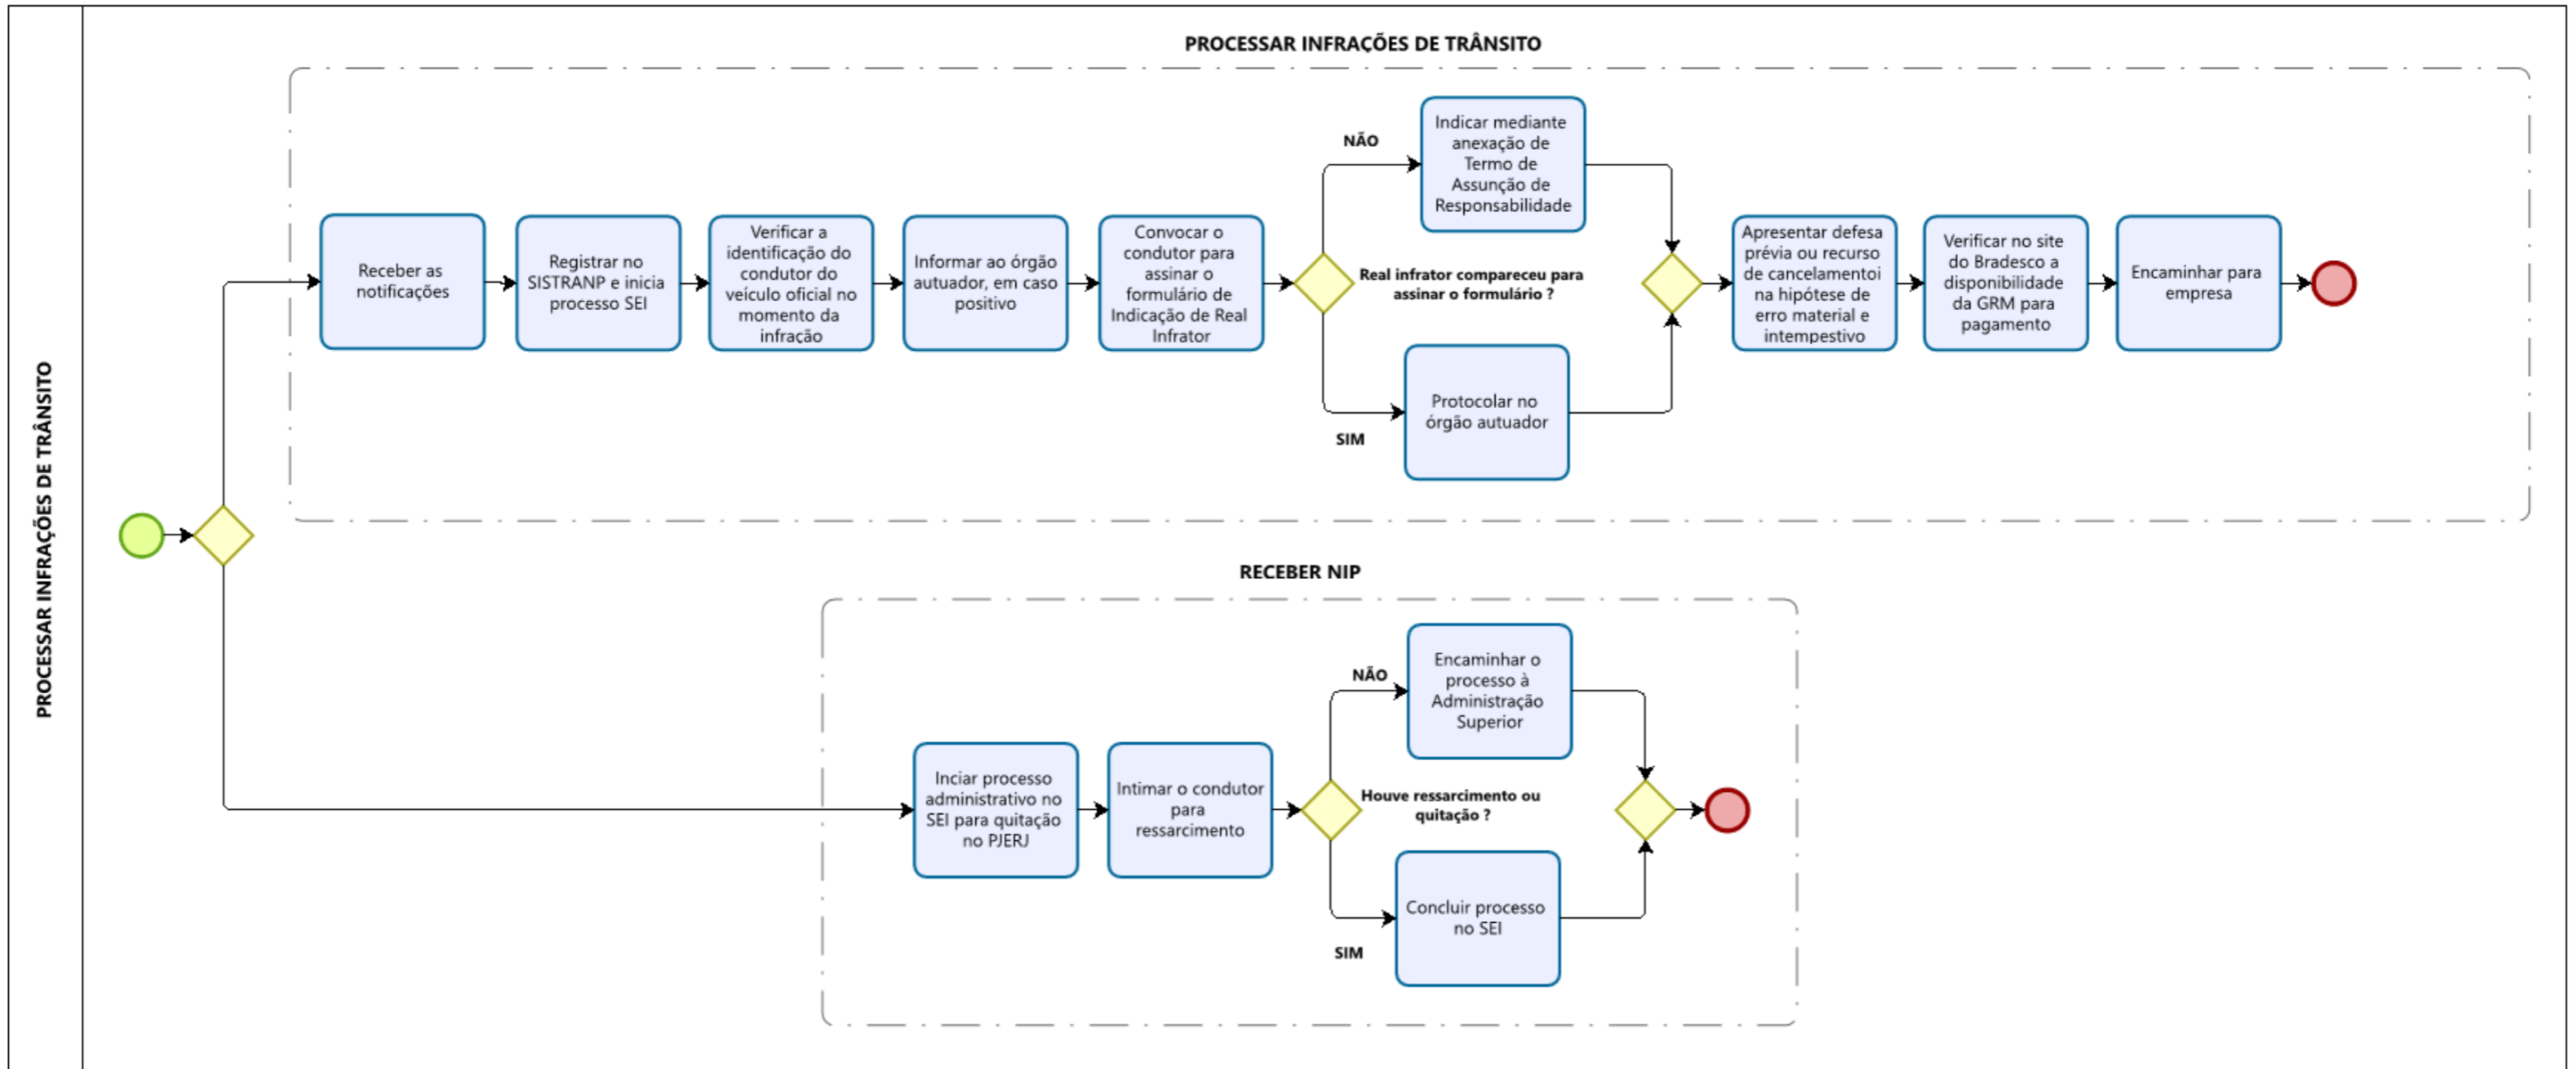 PROCESSAR INFRAÇÕES DE TRÂNSITO
PROCESSAR INFRAÇÕES DE TRÂNSITO
Receber as
notificações
Registrar no
SISTRANP e inicia
processo SEI
Verificar a
identificação do
condutor do
veículo oficial no
momento da
infração
Informar ao órgão
autuador, em caso
positivo
Convocar o
condutor para
assinar o
formulário de
Indicação de Real
Infrator
Real infrator compareceu para
assinar o formulário ?
NÃO
Indicar mediante
anexação de
Termo de
Assunção de
Responsabilidade
SIM
Protocolar no
órgão autuador
Apresentar defesa
prévia ou recurso
de cancelamentoi
na hipótese de
erro material e
intempestivo
Verificar no site
do Bradesco a
disponibilidade
da GRM para
pagamento
Encaminhar para
empresa
RECEBER NIP
Inciar processo
administrativo no
SEI para quitação
no PJERJ
Intimar o condutor
para
ressarcimento
Houve ressarcimento ou
quitação ?
NÃO
Encaminhar o
processo à
Administração
Superior
SIM
Concluir processo
no SEI